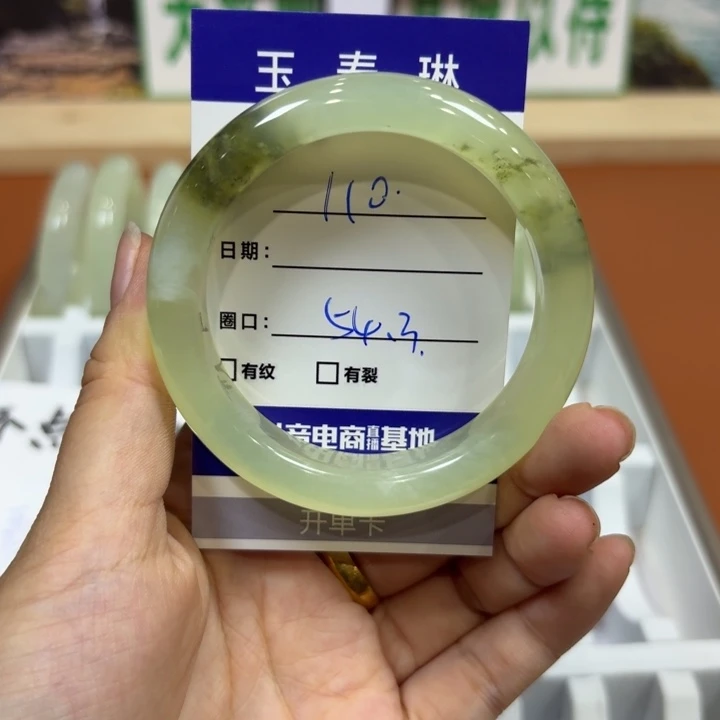 玉春琳
110.
日期:
圈口: 54.3.
有纹 有裂
抖音电商直播基地
开单卡